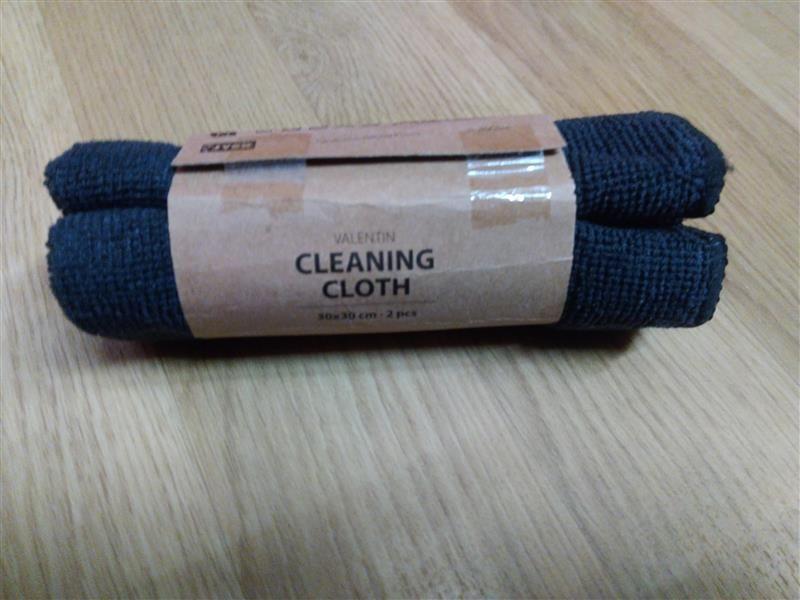 VALENTIN
CLEANING
CLOTH
30x30 cm · 2 pcs